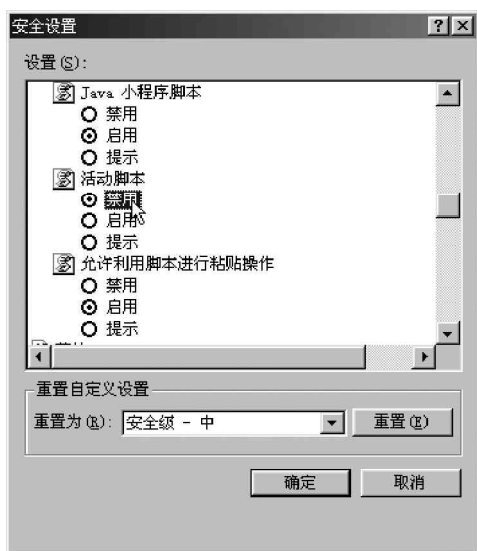 安全设置
设置(S):
Java 小程序脚本
禁用
启用
提示
活动脚本
禁用
启用
提示
允许利用脚本进行粘贴操作
禁用
启用
提示
重置自定义设置
重置为(R): 安全级 - 中 重置(E)
确定 取消